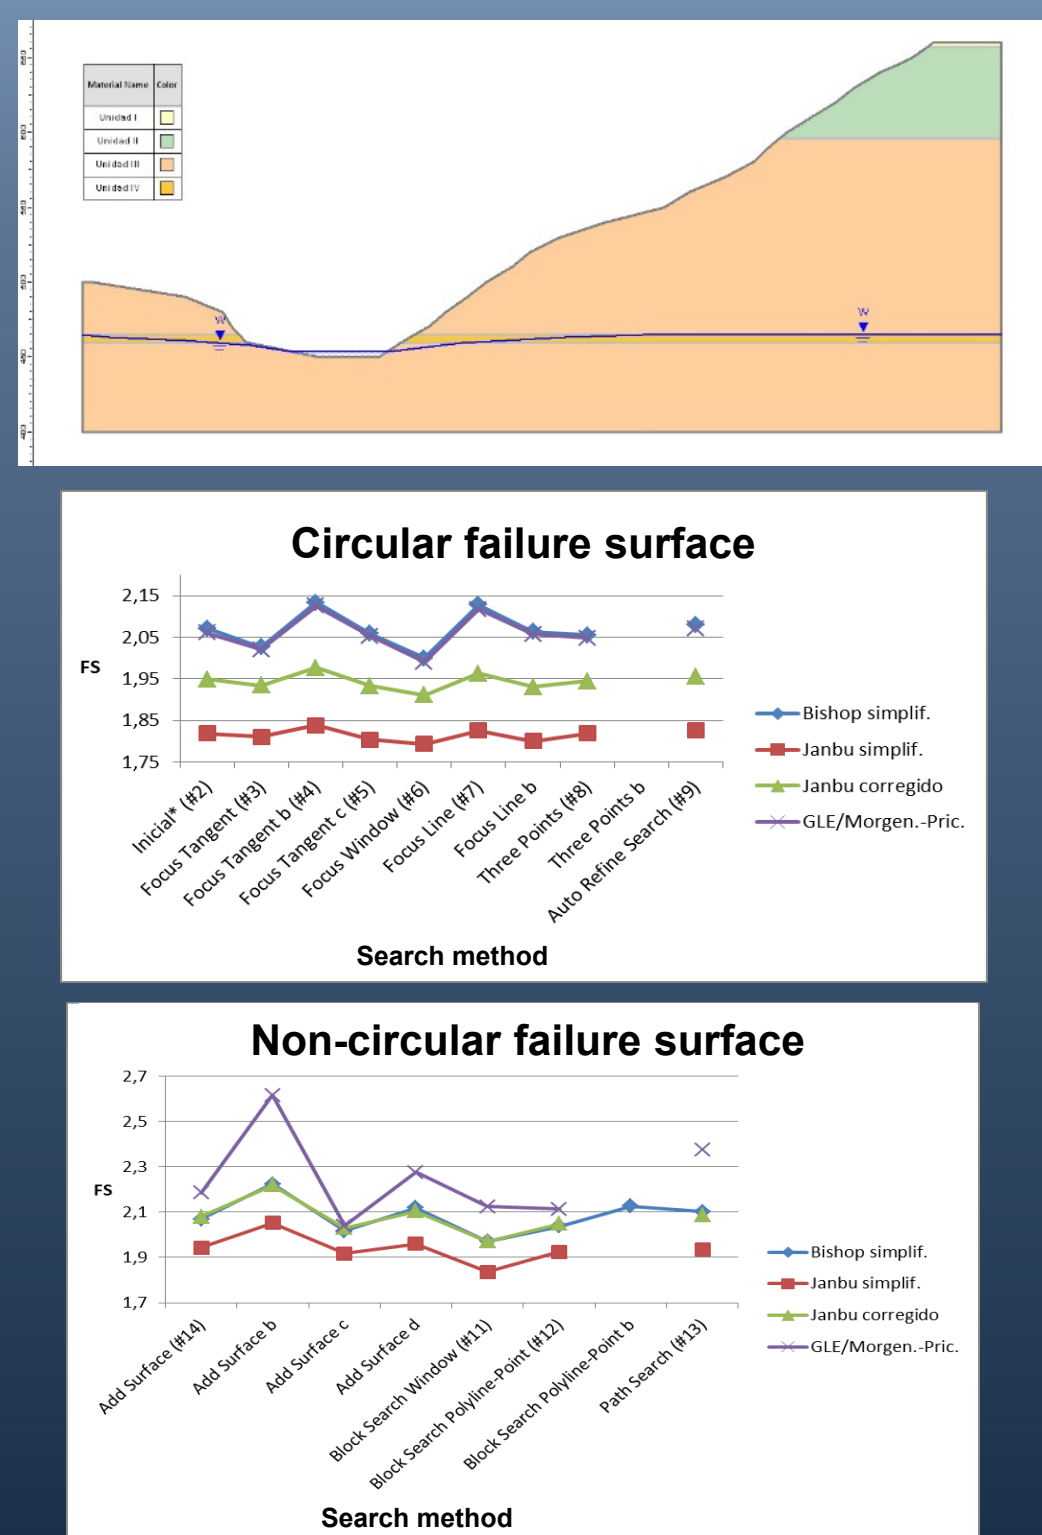 Material Name Color
Unidad I
Unidad II
Unidad III
Unidad IV
W
W
Circular failure surface
2,15
2,05
1,95
1,85
1,75
FS
Inicial* (#2)
Focus Tangent (#3)
Focus Tangent b (#4)
Focus Tangent c (#5)
Focus Window (#6)
Focus Line (#7)
Focus Line b
Three Points (#8)
Three Points b
Auto Refine Search (#9)
Search method
Bishop simplif.
Janbu simplif.
Janbu corregido
GLE/Morgen.-Pric.
Non-circular failure surface
2,7
2,5
2,3
2,1
1,9
1,7
FS
Add Surface (#14)
Add Surface b
Add Surface c
Add Surface d
Block Search Window (#11)
Block Search Polyline-Point (#12)
Block Search Polyline-Point b
Path Search (#13)
Search method
Bishop simplif.
Janbu simplif.
Janbu corregido
GLE/Morgen.-Pric.